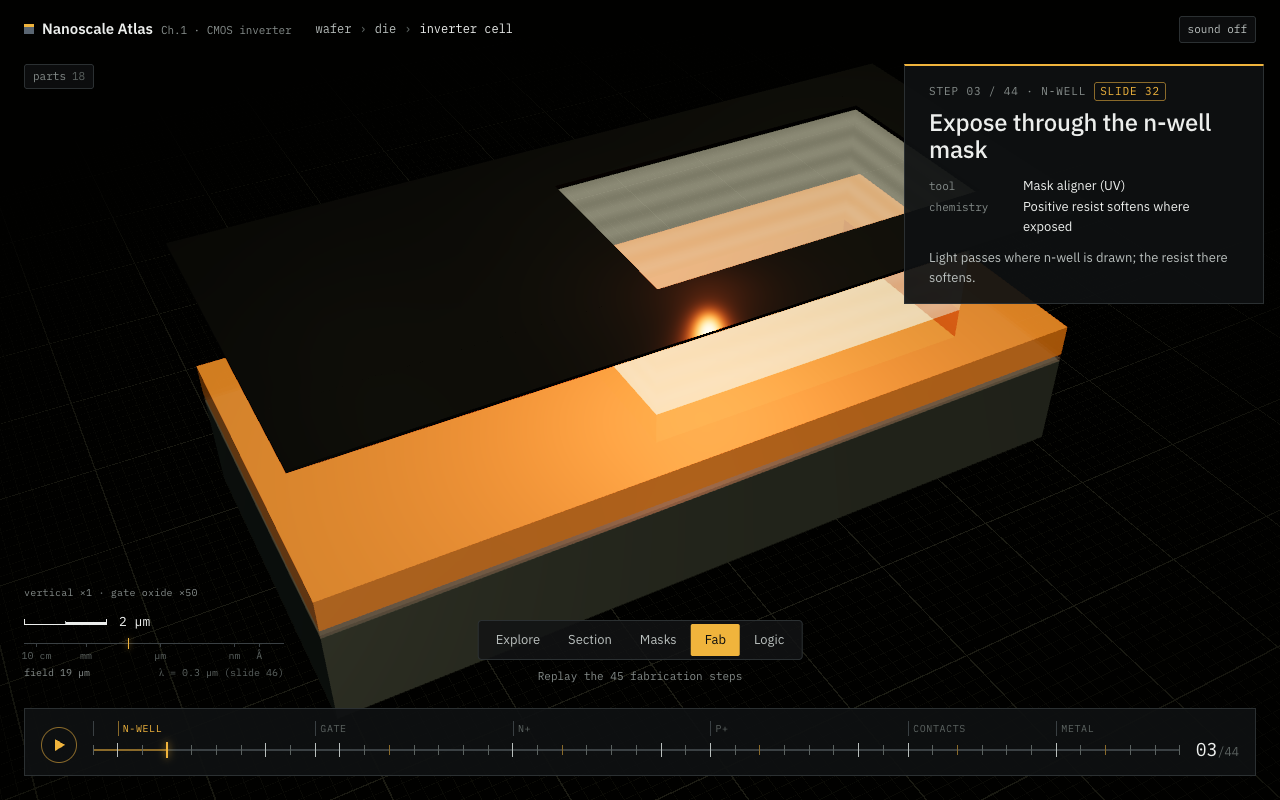 Nanoscale Atlas Ch.1 · CMOS inverter wafer › die › inverter cell sound off
parts 18
STEP 03 / 44 · N-WELL SLIDE 32
Expose through the n-well
mask
tool Mask aligner (UV)
chemistry Positive resist softens where
exposed
Light passes where n-well is drawn; the resist there
softens.
vertical ×1 · gate oxide ×50
2 µm
10 cm mm µm nm Å
field 19 µm λ = 0.3 µm (slide 46)
Explore Section Masks Fab Logic
Replay the 45 fabrication steps
N-WELL GATE N+ P+ CONTACTS METAL
03/44